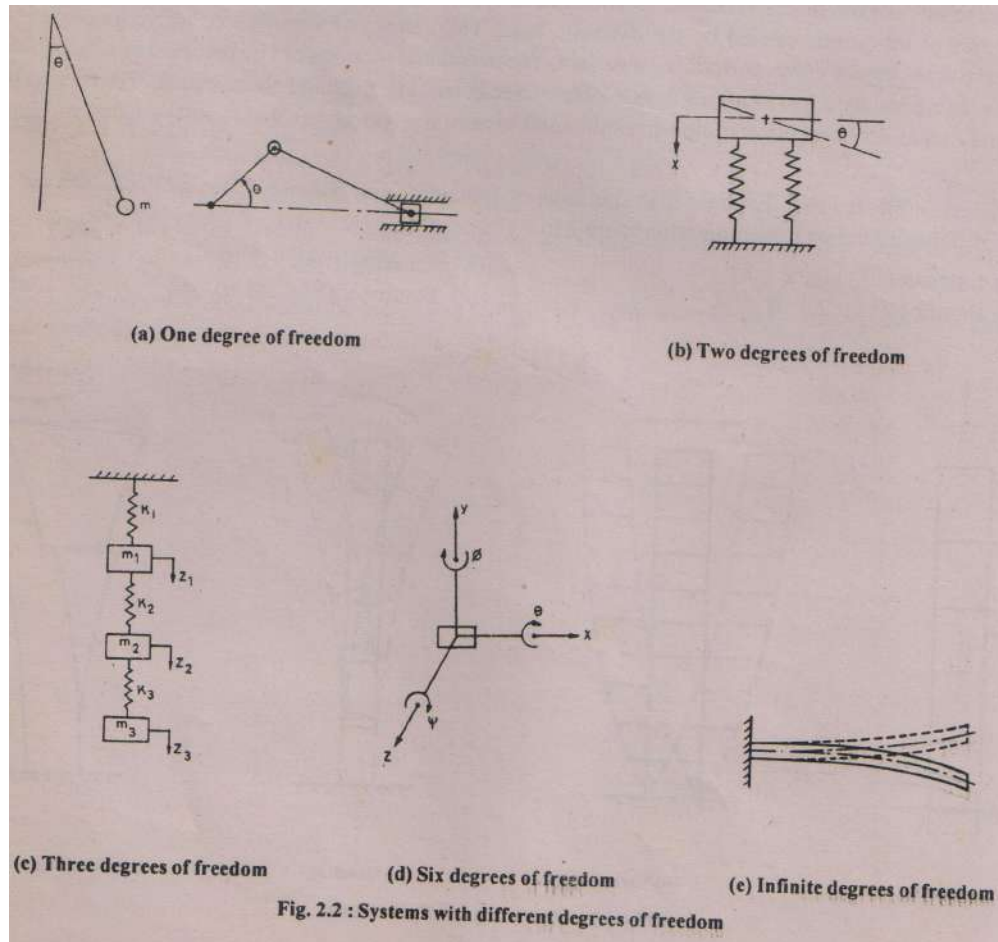 θ
m
θ
x
θ
(a) One degree of freedom
(b) Two degrees of freedom
K1
m1
Z1
K2
m2
Z2
K3
m3
Z3
Y
Ø
θ
X
Ψ
Z
(c) Three degrees of freedom
(d) Six degrees of freedom
(e) Infinite degrees of freedom
Fig. 2.2 : Systems with different degrees of freedom